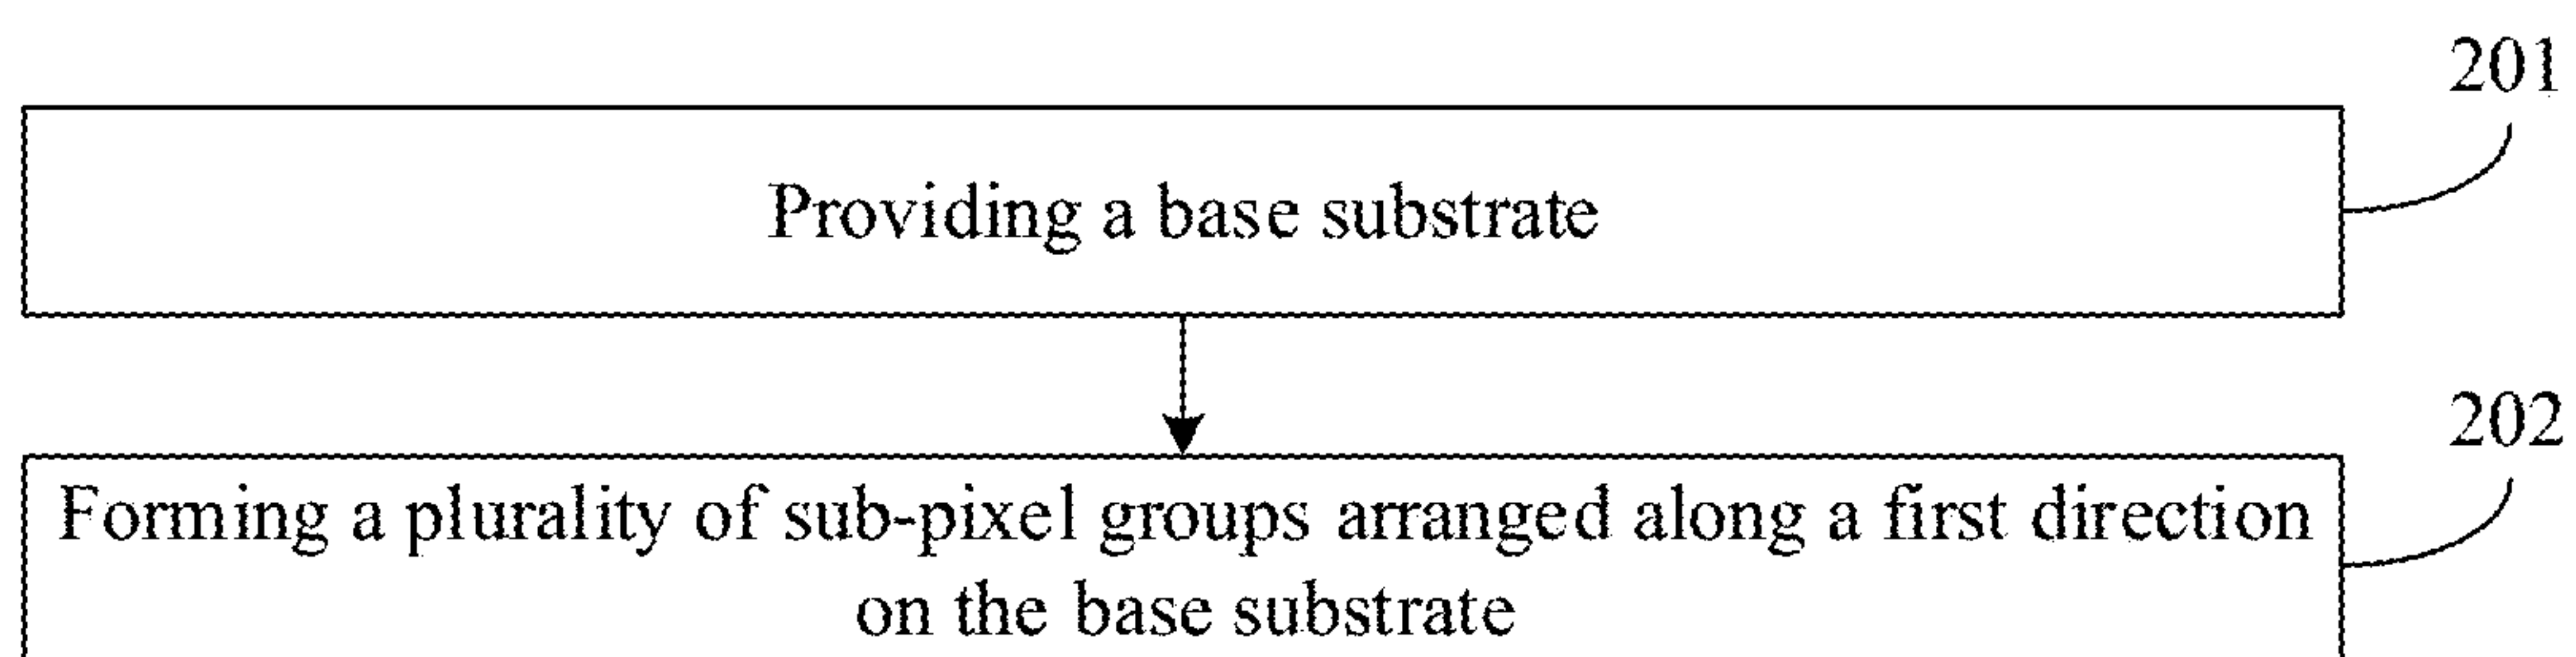 201
Providing a base substrate
202
Forming a plurality of sub-pixel groups arranged along a first direction
on the base substrate